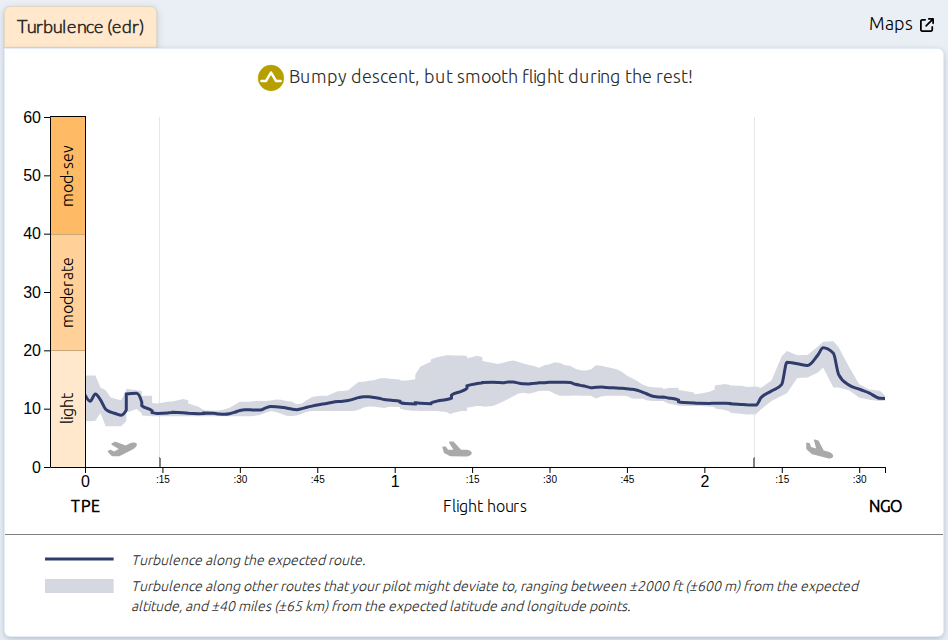 Turbulence (edr)
Maps
Bumpy descent, but smooth flight during the rest!
60
50
40
30
20
10
0
mod-sev
moderate
light
0 :15 :30 :45 1 :15 :30 :45 2 :15 :30
TPE Flight hours NGO
Turbulence along the expected route.
Turbulence along other routes that your pilot might deviate to, ranging between ±2000 ft (±600 m) from the expected
altitude, and ±40 miles (±65 km) from the expected latitude and longitude points.